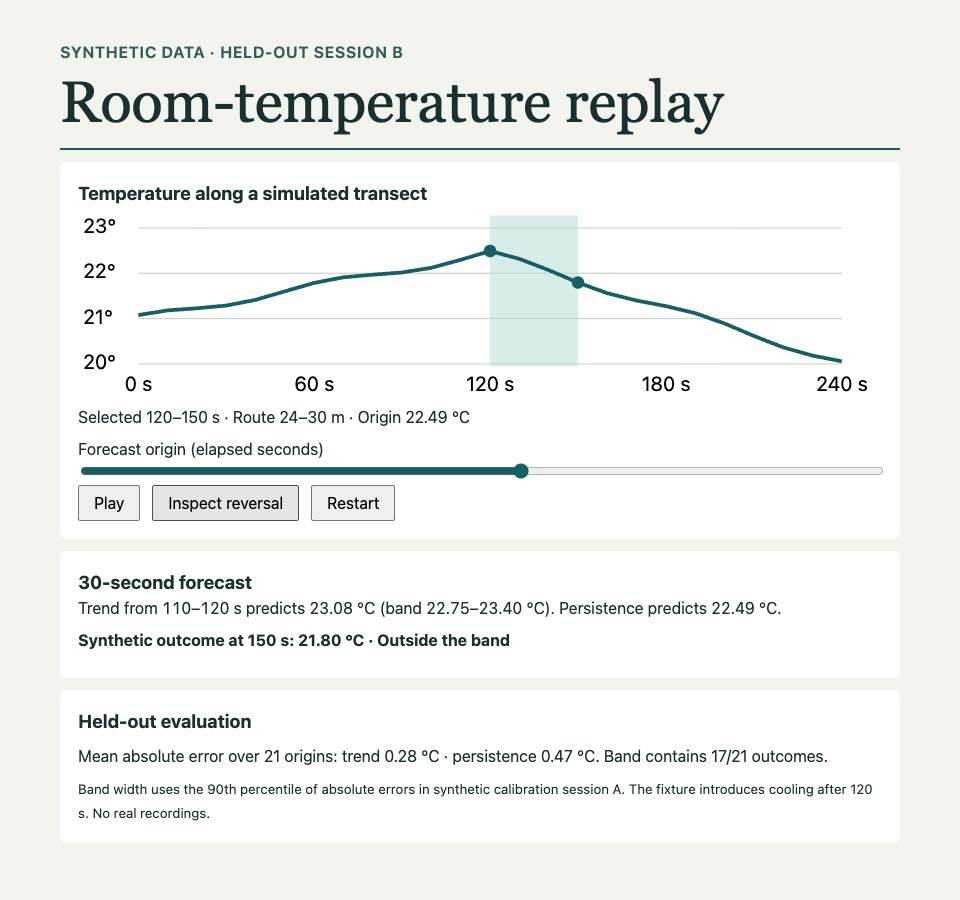 SYNTHETIC DATA · HELD-OUT SESSION B
Room-temperature replay
Temperature along a simulated transect
23°
22°
21°
20°
0 s 60 s 120 s 180 s 240 s
Selected 120–150 s · Route 24–30 m · Origin 22.49 °C
Forecast origin (elapsed seconds)
Play Inspect reversal Restart
30-second forecast
Trend from 110–120 s predicts 23.08 °C (band 22.75–23.40 °C). Persistence predicts 22.49 °C.
Synthetic outcome at 150 s: 21.80 °C · Outside the band
Held-out evaluation
Mean absolute error over 21 origins: trend 0.28 °C · persistence 0.47 °C. Band contains 17/21 outcomes.
Band width uses the 90th percentile of absolute errors in synthetic calibration session A. The fixture introduces cooling after 120
s. No real recordings.